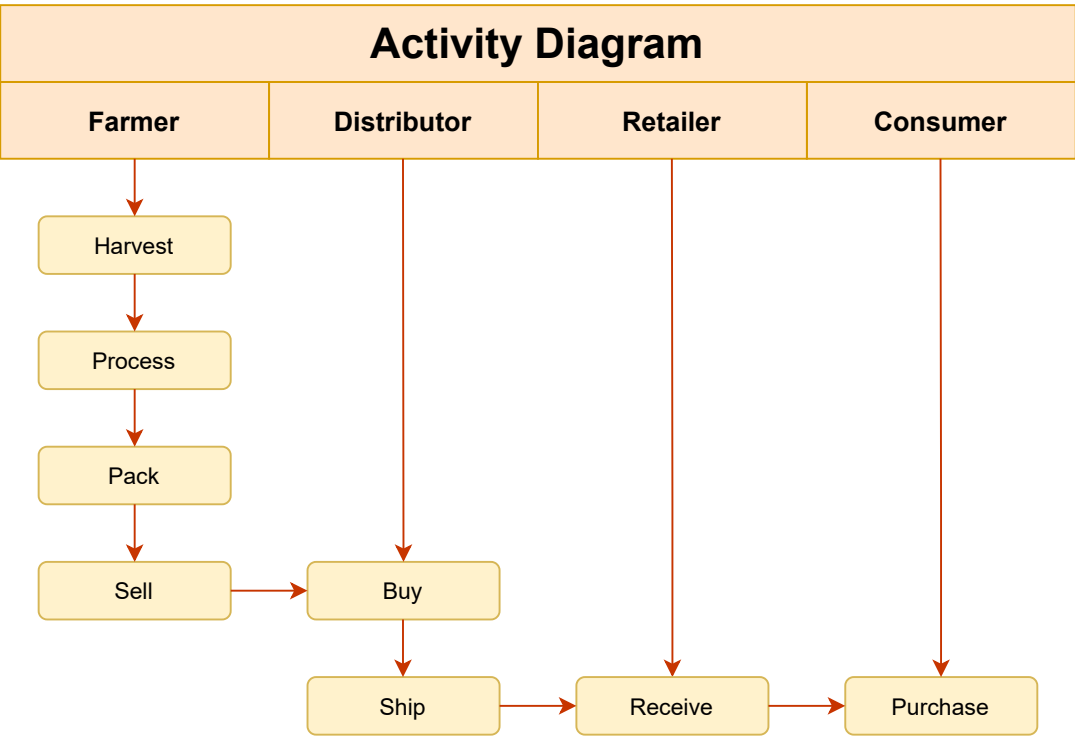 Activity Diagram
Farmer
Distributor
Retailer
Consumer
Harvest
Process
Pack
Sell
Buy
Ship
Receive
Purchase